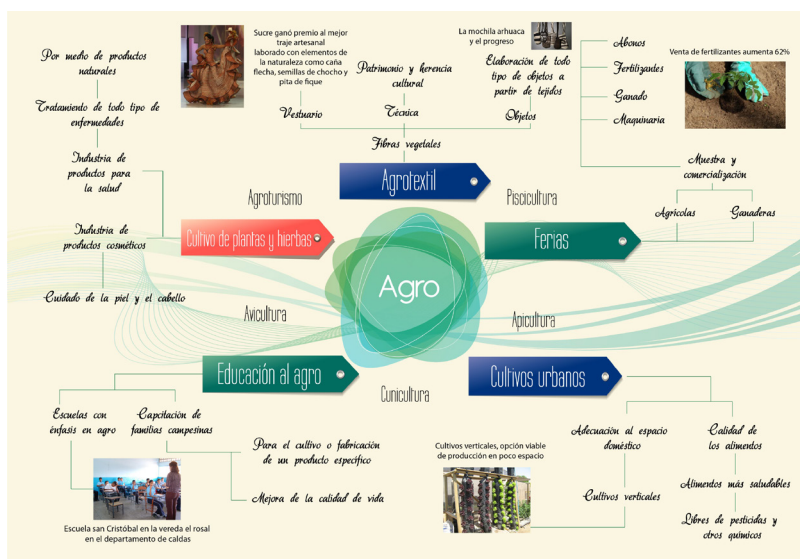 Sucre ganó premio al mejor
traje artesanal
laborado con elementos de
la naturaleza como caña
flecha, semillas de chocho y
pita de fique
La mochila arhuaca
y el progreso
Por medio de productos
naturales
Tratamiento de todo tipo de
enfermedades
Industria de
productos para
la salud
Industria de
productos cosméticos
Cuidado de la piel y el cabello
Patrimonio y herencia
cultural
Vestuario
Técnica
Elaboración de todo
tipo de objetos a
partir de tejidos
Objetos
Fibras vegetales
Agrotextil
Abonos
Fertilizantes
Ganado
Maquinaria
Venta de fertilizantes aumenta 62%
Muestra y
comercialización
Agrícolas
Ganaderas
Agroturismo
Piscicultura
Cultivo de plantas y hierbas
Ferias
Agro
Avicultura
Apicultura
Educación al agro
Cunicultura
Cultivos urbanos
Escuelas con
énfasis en agro
Capcitación de
familias campesinas
Para el cultivo o fabricación
de un producto específico
Mejora de la calidad de vida
Escuela san Cristóbal en la vereda el rosal
en el departamento de caldas
Cultivos verticales, opción viable
de producción en poco espacio
Adecuación al espacio
doméstico
Cultivos verticales
Calidad de
los alimentos
Alimentos más saludables
Libres de pesticidas y
otros químicos